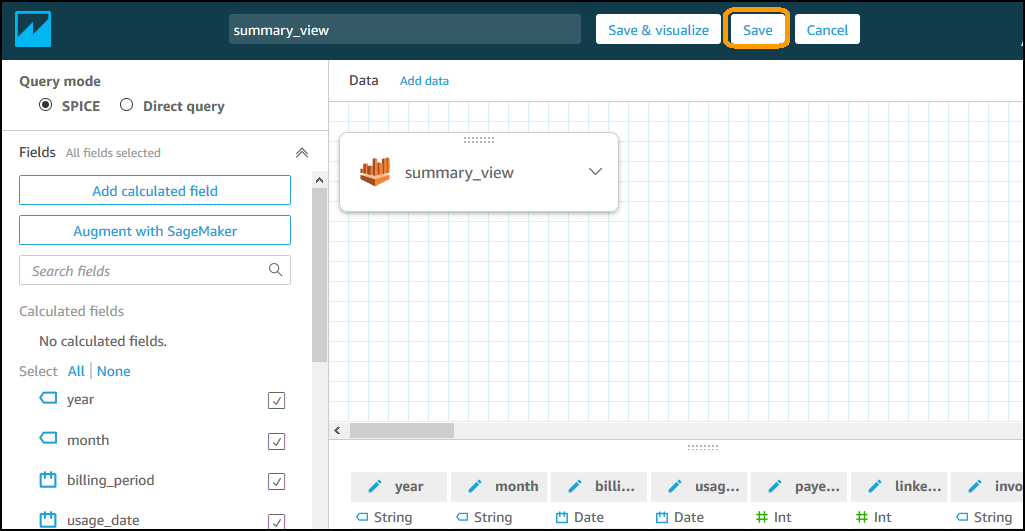 summary_view
Save & visualize
Save
Cancel
Query mode
SPICE
Direct query
Fields
All fields selected
Add calculated field
Augment with SageMaker
Search fields
Calculated fields
No calculated fields.
Select All | None
year
month
billing_period
usage_date
Data
Add data
summary_view
year month billi... usag... paye... linke... invo
String String Date Date Int Int String